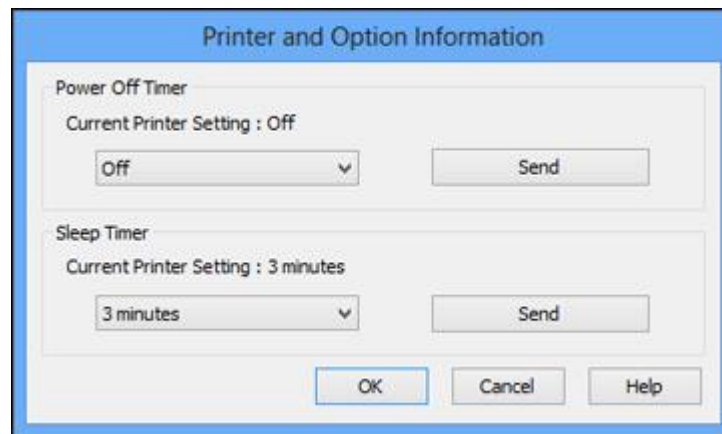 Printer and Option Information
Power Off Timer
Current Printer Setting : Off
Off Send
Sleep Timer
Current Printer Setting : 3 minutes
3 minutes Send
OK Cancel Help